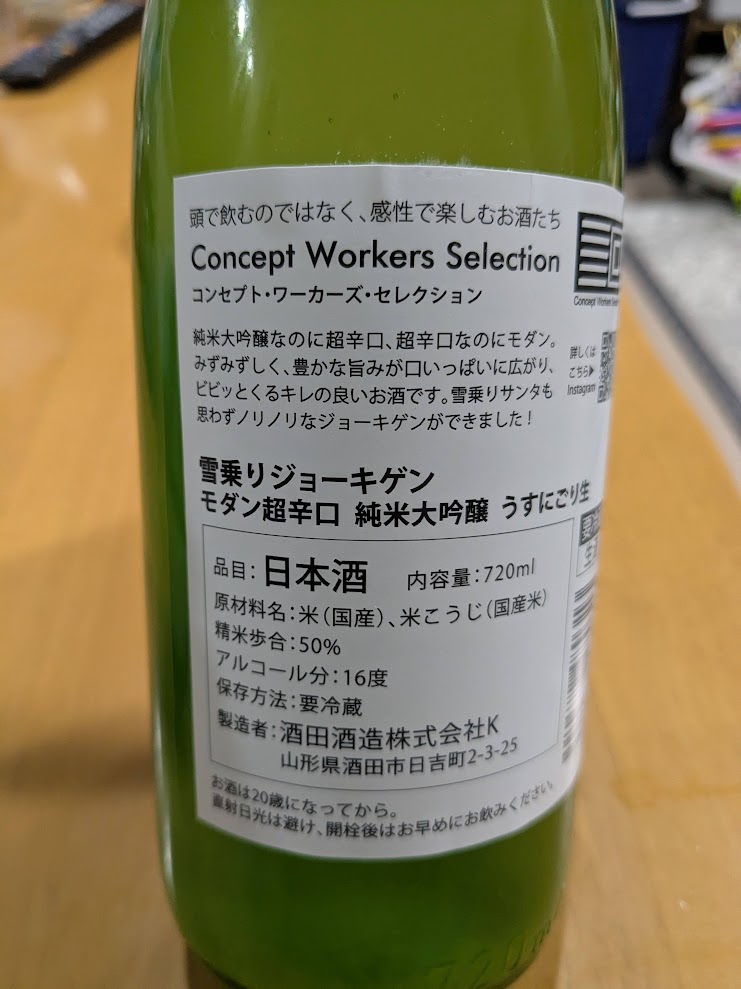 頭で飲むのではなく、感性で楽しむお酒たち
Concept Workers Selection
コンセプト・ワーカーズ・セレクション
Concept Workers
純米大吟醸なのに超辛口、超辛口なのにモダン。
みずみずしく、豊かな旨みが口いっぱいに広がり、
ビビッとくるキレの良いお酒です。雪乗りサンタも
思わずノリノリなジョーキゲンができました！
詳しくは
こちら▶
Instagram
雪乗りジョーキゲン
モダン超辛口 純米大吟醸 うすにごり生
品目：日本酒 内容量：720ml
原材料名：米（国産）、米こうじ（国産米）
精米歩合：50%
アルコール分：16度
保存方法：要冷蔵
製造者：酒田酒造株式会社K
山形県酒田市日吉町2-3-25
お酒は20歳になってから。
直射日光は避け、開栓後はお早めにお飲みください。
要
生